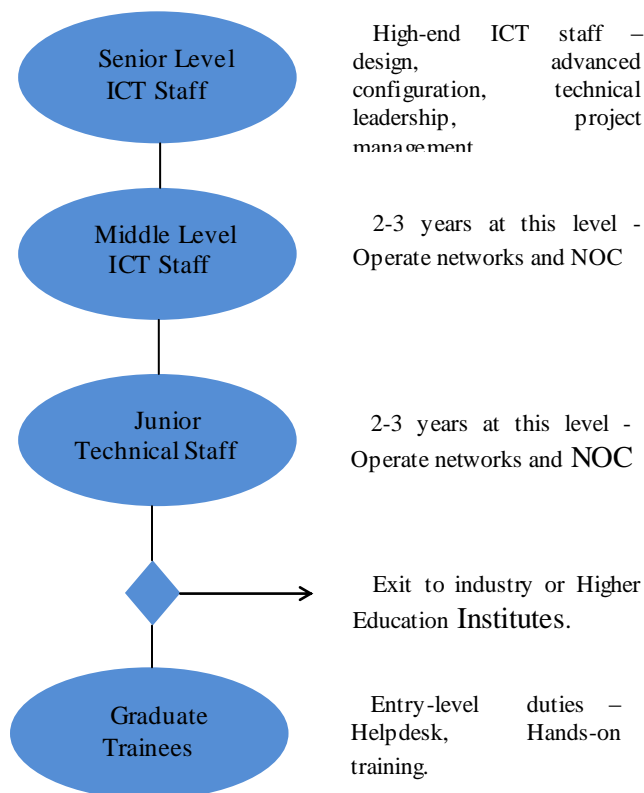 Senior Level
ICT Staff
High-end ICT staff –
design, advanced
configuration, technical
leadership, project
management
Middle Level
ICT Staff
2-3 years at this level -
Operate networks and NOC
Junior
Technical Staff
2-3 years at this level -
Operate networks and NOC
Exit to industry or Higher
Education Institutes.
Graduate
Trainees
Entry-level duties –
Helpdesk, Hands-on
training.